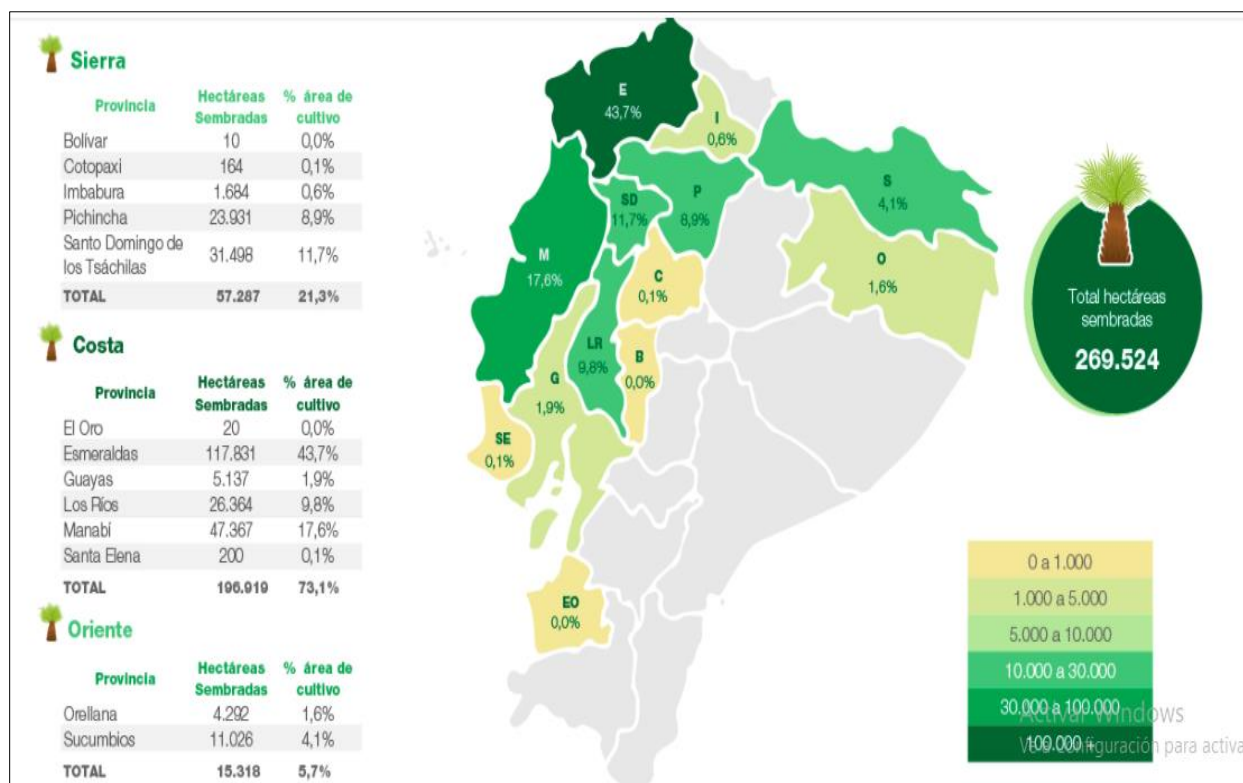 Sierra
Provincia Hectáreas Sembradas % área de cultivo
Bolívar 10 0,0%
Cotopaxi 164 0,1%
Imbabura 1.684 0,6%
Pichincha 23.931 8,9%
Santo Domingo de los Tsáchilas 31.498 11,7%
TOTAL 57.287 21,3%
Costa
Provincia Hectáreas Sembradas % área de cultivo
El Oro 20 0,0%
Esmeraldas 117.831 43,7%
Guayas 5.137 1,9%
Los Ríos 26.364 9,8%
Manabí 47.367 17,6%
Santa Elena 200 0,1%
TOTAL 196.919 73,1%
Oriente
Provincia Hectáreas Sembradas % área de cultivo
Orellana 4.292 1,6%
Sucumbios 11.026 4,1%
TOTAL 15.318 5,7%
E
43,7%
I
0,6%
S
4,1%
SD
11,7%
P
8,9%
M
17,6%
C
0,1%
O
1,6%
LR
9,8%
B
0,0%
G
1,9%
SE
0,1%
EO
0,0%
Total hectáreas
sembradas
269.524
0 a 1.000
1.000 a 5.000
5.000 a 10.000
10.000 a 30.000
30.000 a 100.000
100.000 +
Activar Windows
Ve a Configuración para activa